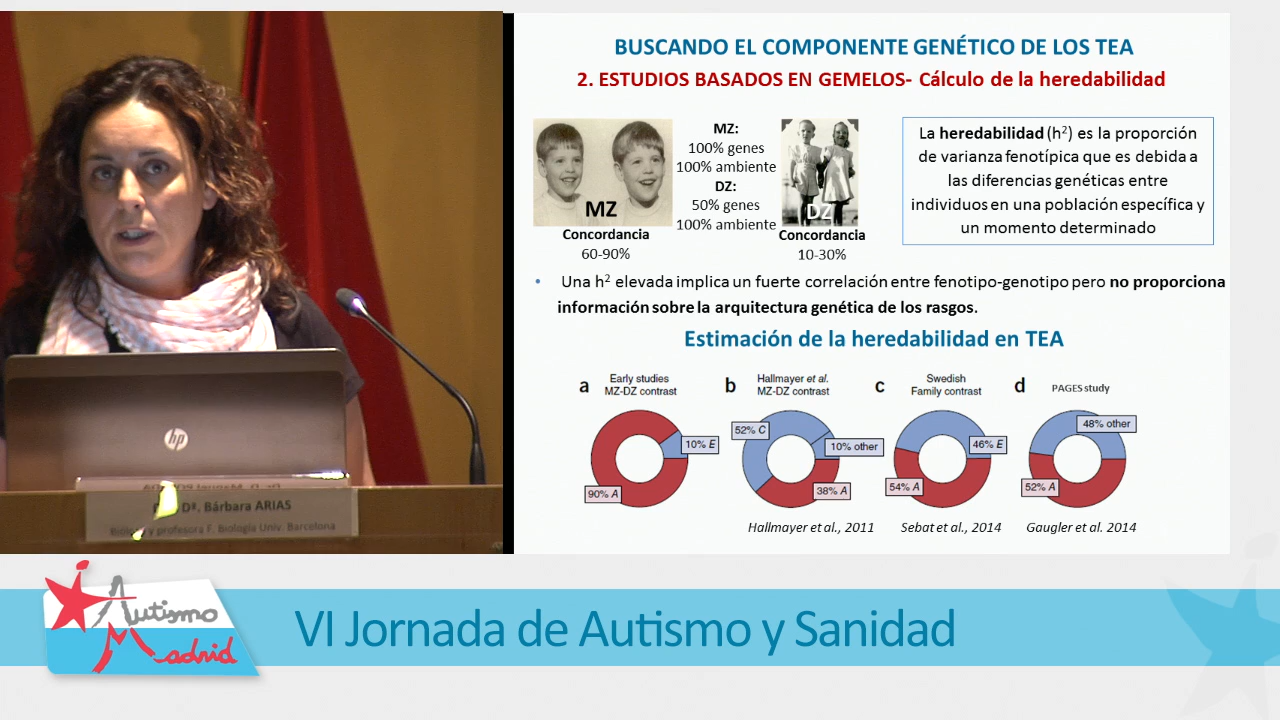 BUSCANDO EL COMPONENTE GENÉTICO DE LOS TEA
2. ESTUDIOS BASADOS EN GEMELOS- Cálculo de la heredabilidad
MZ
Concordancia
60-90%
MZ:
100% genes
100% ambiente
DZ:
50% genes
100% ambiente
DZ
Concordancia
10-30%
La heredabilidad (h²) es la proporción
de varianza fenotípica que es debida a
las diferencias genéticas entre
individuos en una población específica y
un momento determinado
• Una h² elevada implica un fuerte correlación entre fenotipo-genotipo pero no proporciona
información sobre la arquitectura genética de los rasgos.
Estimación de la heredabilidad en TEA
a Early studies
MZ-DZ contrast
10% E
90% A
b Hallmayer et al.
MZ-DZ contrast
52% C
10% other
38% A
Hallmayer et al., 2011
c Swedish
Family contrast
46% E
54% A
Sebat et al., 2014
d PAGES study
48% other
52% A
Gaugler et al. 2014
hp
Dª. Bárbara ARIAS
y profesora F. Biología Univ. Barcelona
Autismo
Madrid
VI Jornada de Autismo y Sanidad